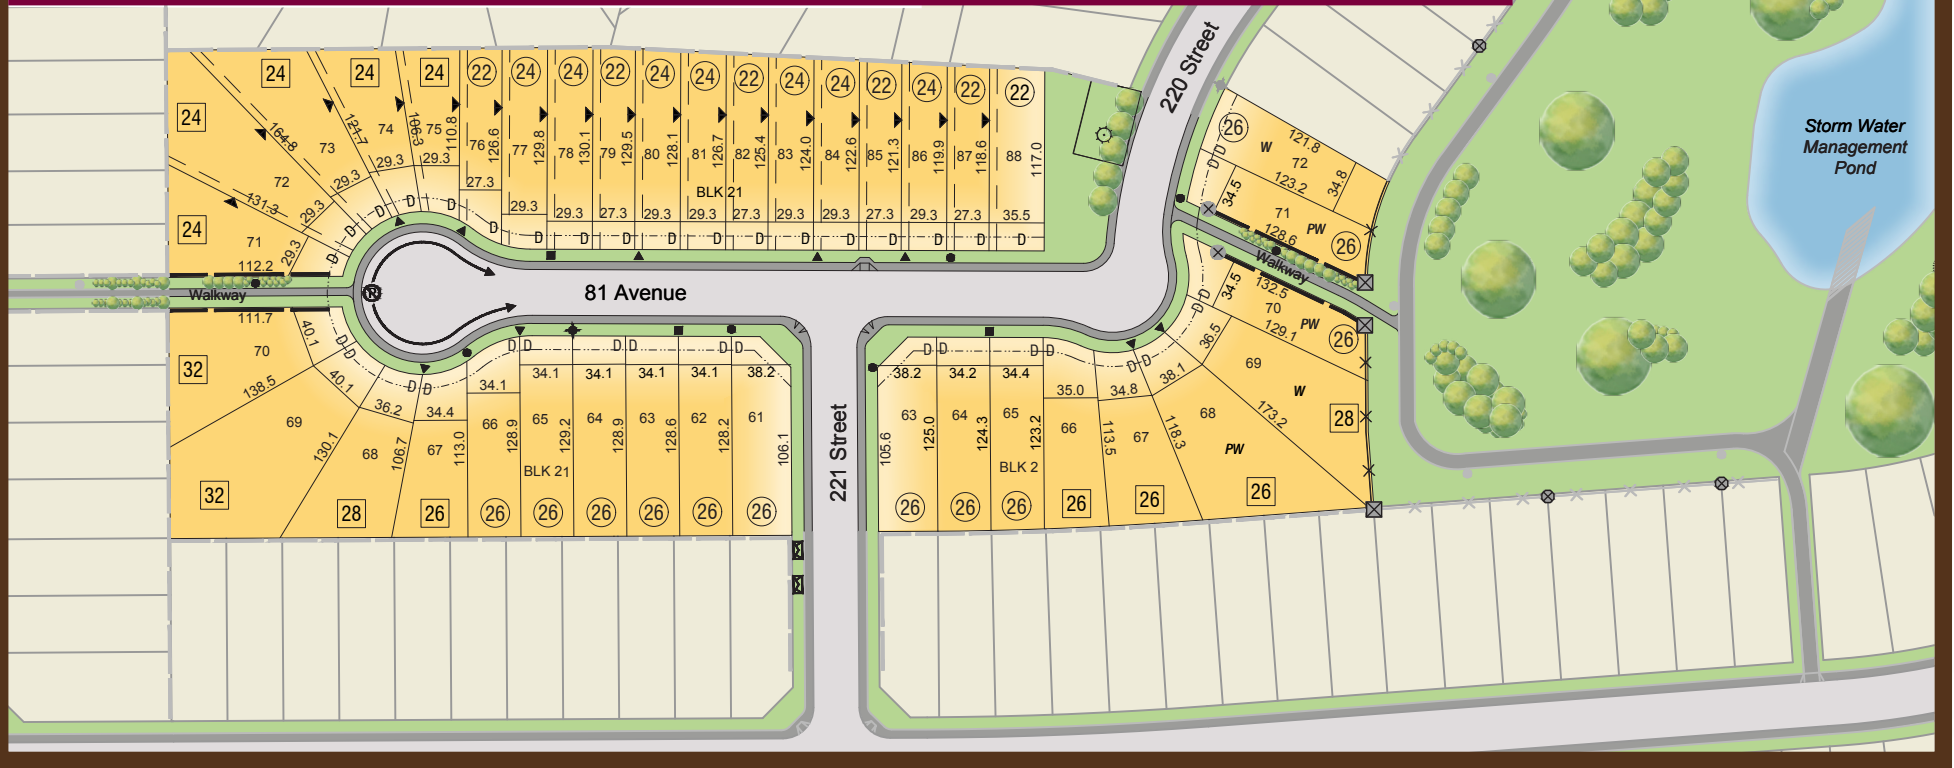 24 24 24 22 24 24 22 24 24 22 24 24 22 24 22 22
220 Street
24
164.8
121.7
106.3
110.8
126.6
129.8
130.1
129.5
128.1
126.7
125.4
124.0
122.6
121.3
119.9
118.6
117.0
73 74 75 76 77 78 79 80 81 82 83 84 85 86 87 88
72
131.3
24
71
112.2
29.3 29.3 29.3 29.3 29.3 27.3
BLK 21
29.3 29.3 27.3 29.3 29.3 27.3 29.3 29.3 27.3 29.3 27.3 35.5
D D D D D D D D D D D D D D D D
Walkway
R
81 Avenue
26
W
121.8
72
123.2
34.8
34.5
D D
71
128.6
PW
26
Walkway
132.5
34.5
70
PW
129.1
26
D D
36.5
69
W
173.2
28
Storm Water
Management
Pond
111.7
40.1
70
32
138.5
D D
40.1
69
36.2
130.1
68
106.7
32
28
D D
34.4
67
113.0
26
D D D D D D
34.1 34.1 34.1 34.1 34.1 38.2
66 65 64 63 62 61
128.9 129.2 128.9 128.6 128.2 106.1
BLK 21
26 26 26 26 26 26
221 Street
D D D D D D
38.2 34.2 34.4 35.0 34.8 38.1
63 64 65 66 67 68
105.6 125.0 124.3 123.2 113.5 118.3
BLK 2
PW
26 26 26 26 26 26